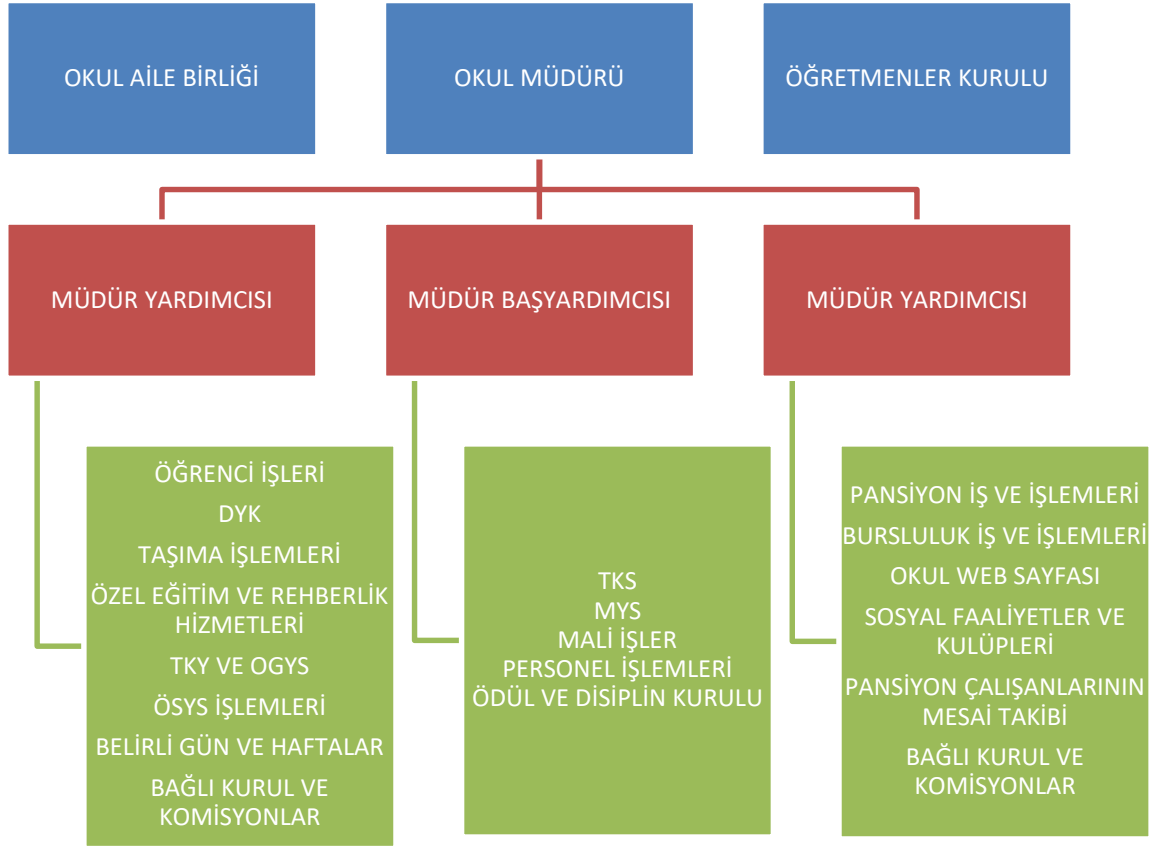 OKUL AİLE BİRLİĞİ
OKUL MÜDÜRÜ
ÖĞRETMENLER KURULU
MÜDÜR YARDIMCISI
MÜDÜR BAŞYARDIMCISI
MÜDÜR YARDIMCISI
ÖĞRENCİ İŞLERİ
DYK
TAŞIMA İŞLEMLERİ
ÖZEL EĞİTİM VE REHBERLİK
HİZMETLERİ
TKY VE OGYS
ÖSYS İŞLEMLERİ
BELİRLİ GÜN VE HAFTALAR
BAĞLI KURUL VE
KOMİSYONLAR
TKS
MYS
MALİ İŞLER
PERSONEL İŞLEMLERİ
ÖDÜL VE DİSİPLİN KURULU
PANSİYON İŞ VE İŞLEMLERİ
BURSLULUK İŞ VE İŞLEMLERİ
OKUL WEB SAYFASI
SOSYAL FAALİYETLER VE
KULÜPLERİ
PANSİYON ÇALIŞANLARININ
MESAİ TAKİBİ
BAĞLI KURUL VE
KOMİSYONLAR